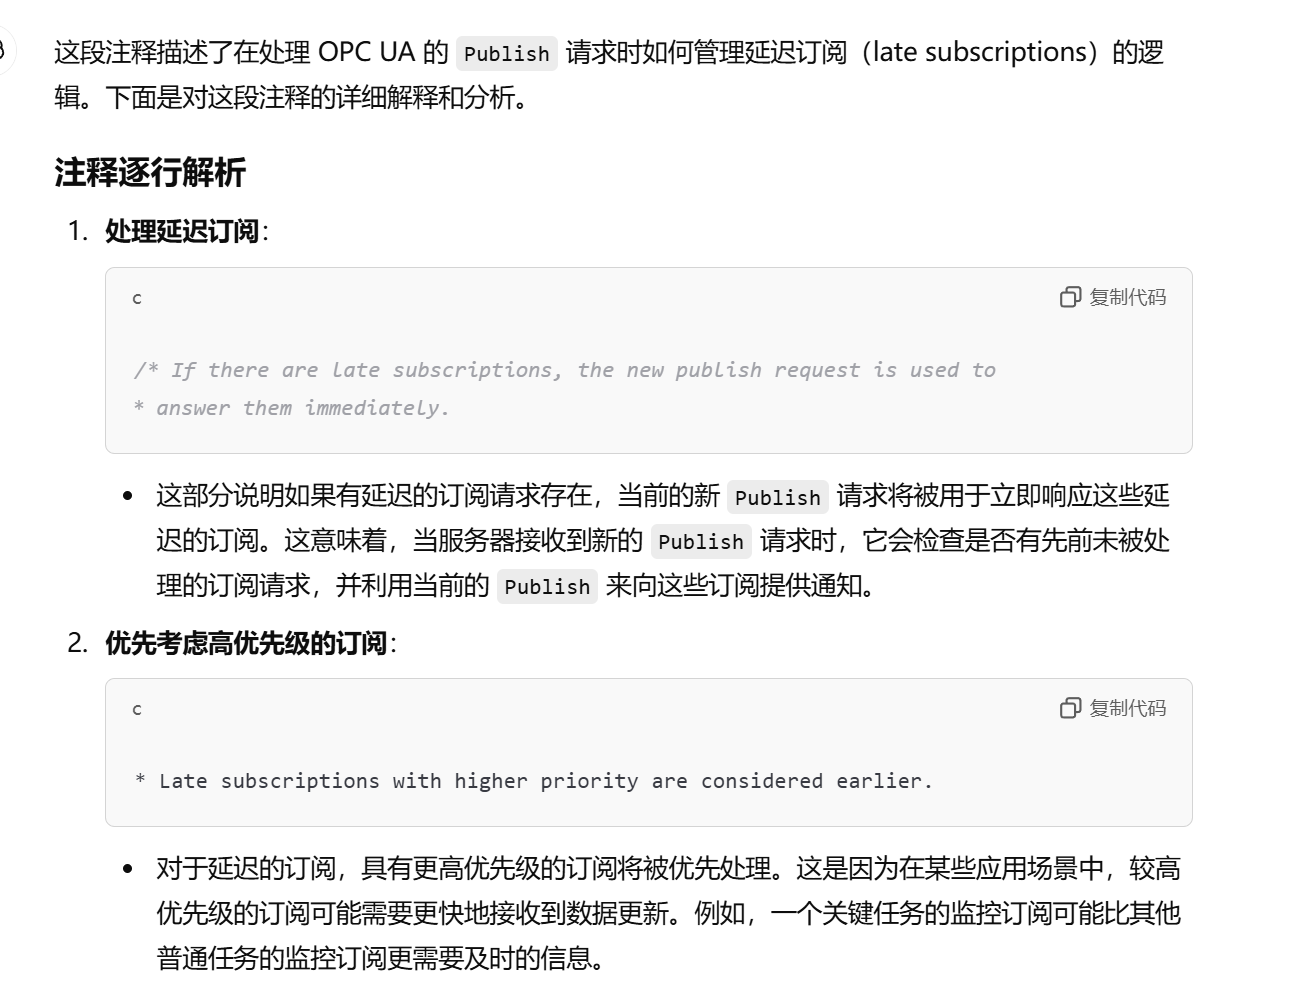 这段注释描述了在处理 OPC UA 的 Publish 请求时如何管理延迟订阅（late subscriptions）的逻
辑。下面是对这段注释的详细解释和分析。
注释逐行解析
1. 处理延迟订阅：
c 复制代码
/* If there are late subscriptions, the new publish request is used to
* answer them immediately.
• 这部分说明如果有延迟的订阅请求存在，当前的新 Publish 请求将被用于立即响应这些延
迟的订阅。这意味着，当服务器接收到新的 Publish 请求时，它会检查是否有先前未被处
理的订阅请求，并利用当前的 Publish 来向这些订阅提供通知。
2. 优先考虑高优先级的订阅：
c 复制代码
* Late subscriptions with higher priority are considered earlier.
• 对于延迟的订阅，具有更高优先级的订阅将被优先处理。这是因为在某些应用场景中，较高
优先级的订阅可能需要更快地接收到数据更新。例如，一个关键任务的监控订阅可能比其他
普通任务的监控订阅更需要及时的信息。